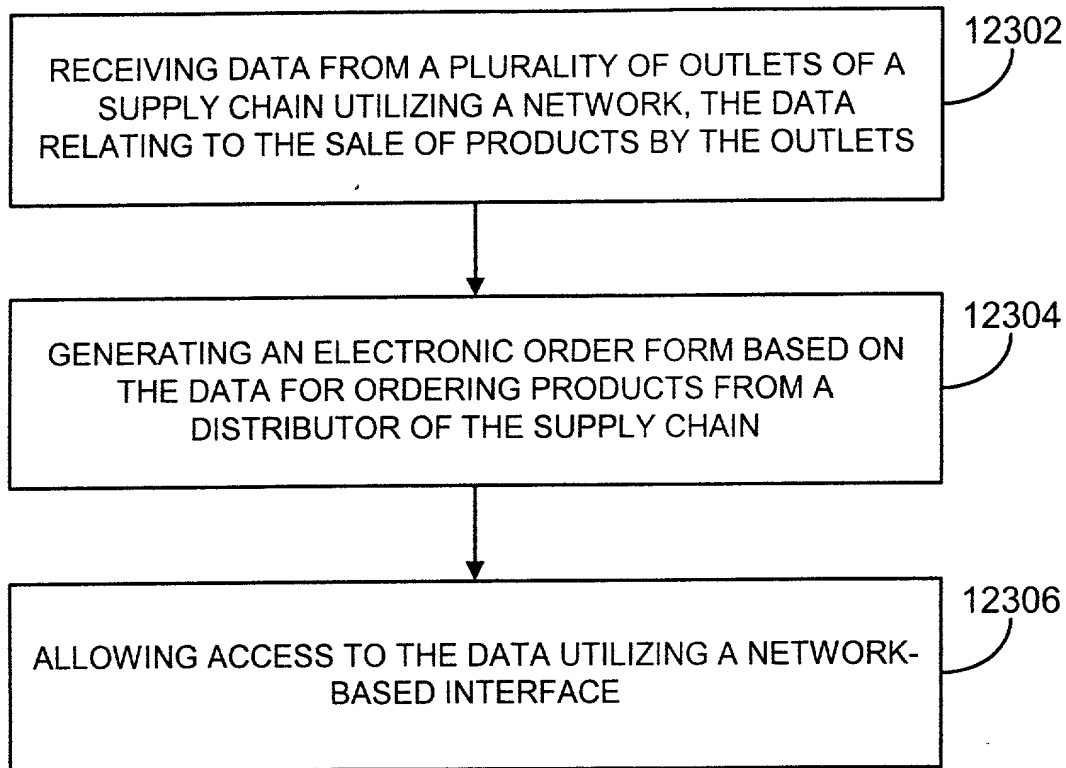 12302
RECEIVING DATA FROM A PLURALITY OF OUTLETS OF A
SUPPLY CHAIN UTILIZING A NETWORK, THE DATA
RELATING TO THE SALE OF PRODUCTS BY THE OUTLETS
12304
GENERATING AN ELECTRONIC ORDER FORM BASED ON
THE DATA FOR ORDERING PRODUCTS FROM A
DISTRIBUTOR OF THE SUPPLY CHAIN
12306
ALLOWING ACCESS TO THE DATA UTILIZING A NETWORK-
BASED INTERFACE